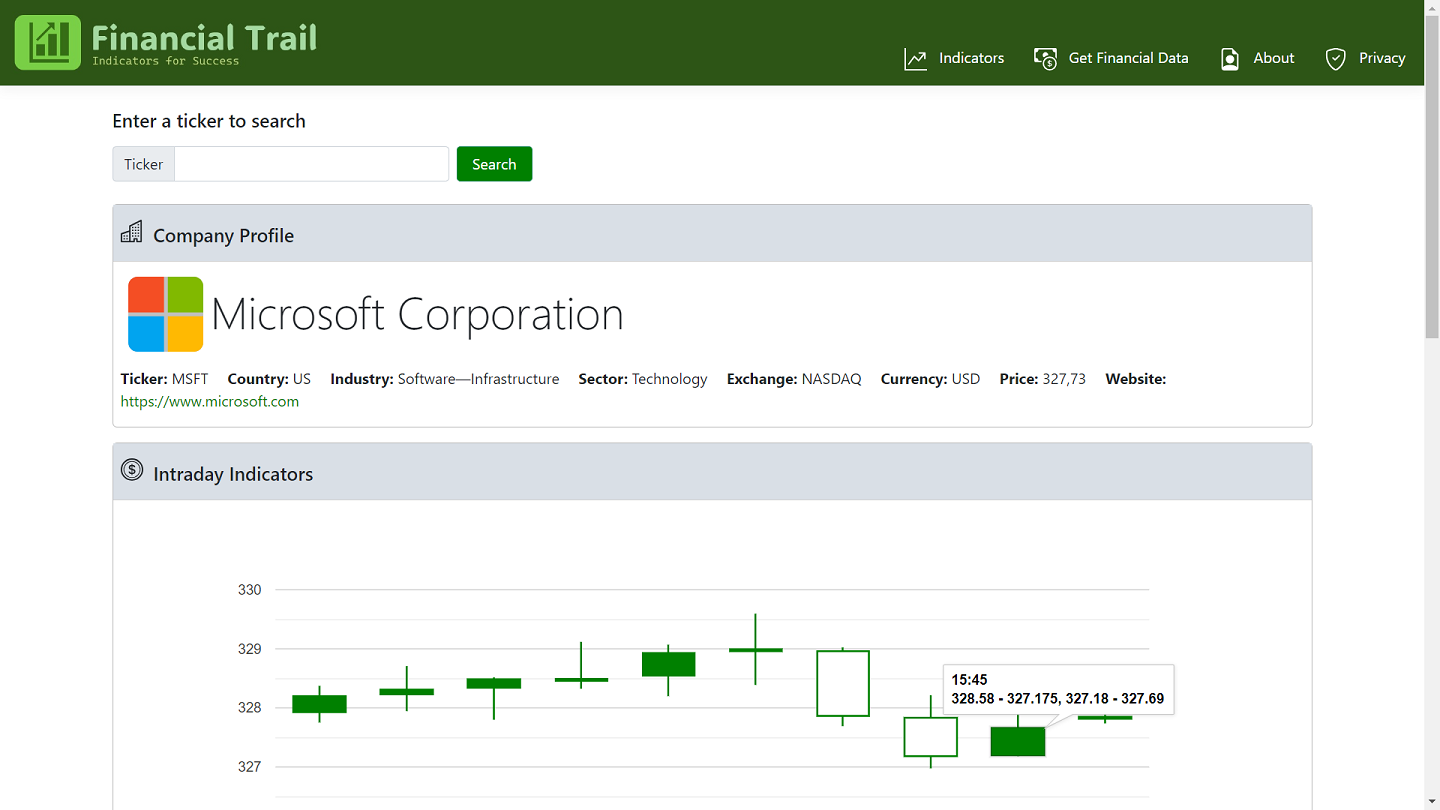 Financial Trail
Indicators for Success
Indicators Get Financial Data About Privacy
Enter a ticker to search
Ticker Search
Company Profile
Microsoft Corporation
Ticker: MSFT Country: US Industry: Software—Infrastructure Sector: Technology Exchange: NASDAQ Currency: USD Price: 327,73 Website:
https://www.microsoft.com
Intraday Indicators
330
329
328
327
15:45
328.58 - 327.175, 327.18 - 327.69